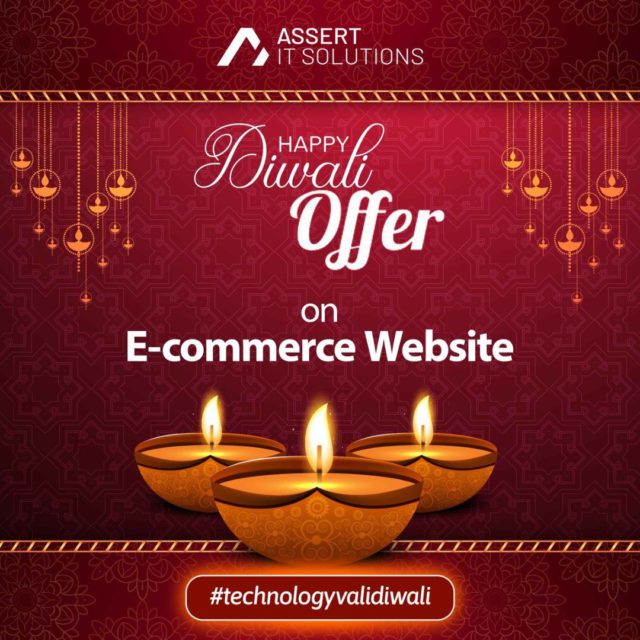 ASSERT
IT SOLUTIONS
HAPPY
Diwali
Offer
on
E-commerce Website
#technologyvalidiwali